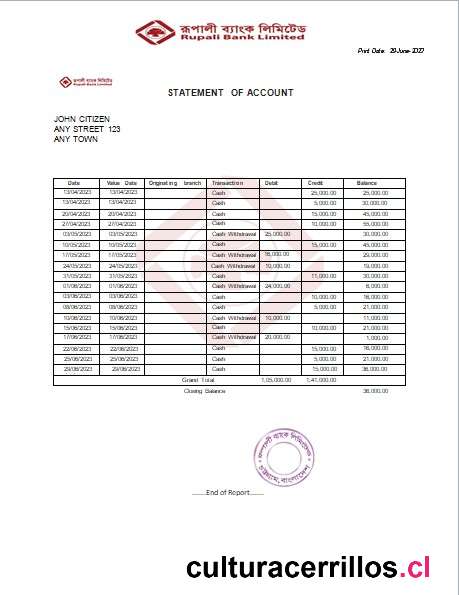 রূপালী ব্যাংক লিমিটেড
Rupali Bank Limited
Print Date: 29-June-2022
রূপালী ব্যাংক লিমিটেড
STATEMENT OF ACCOUNT
JOHN CITIZEN
ANY STREET 123
ANY TOWN
Date Value Date Originating branch Transaction Debit Credit Balance
13/04/2023 13/04/2023 Cash 25,000.00 25,000.00
13/04/2023 13/04/2023 Cash 5,000.00 30,000.00
20/04/2023 20/04/2023 Cash 15,000.00 45,000.00
27/04/2023 27/04/2023 Cash 10,000.00 55,000.00
03/05/2023 03/05/2023 Cash Withdrawal 25,000.00 30,000.00
10/05/2023 10/05/2023 Cash 15,000.00 45,000.00
17/05/2023 17/05/2023 Cash Withdrawal 16,000.00 29,000.00
24/05/2023 24/05/2023 Cash Withdrawal 10,000.00 19,000.00
31/05/2023 31/05/2023 Cash 11,000.00 30,000.00
01/06/2023 01/06/2023 Cash Withdrawal 24,000.00 6,000.00
03/06/2023 03/06/2023 Cash 10,000.00 16,000.00
08/06/2023 08/06/2023 Cash 5,000.00 21,000.00
10/06/2023 10/06/2023 Cash Withdrawal 10,000.00 11,000.00
15/06/2023 15/06/2023 Cash 10,000.00 21,000.00
17/06/2023 17/06/2023 Cash Withdrawal 20,000.00 1,000.00
22/06/2023 22/06/2023 Cash 15,000.00 16,000.00
25/06/2023 25/06/2023 Cash 5,000.00 21,000.00
29/06/2023 29/06/2023 Cash 15,000.00 36,000.00
Grand Total 1,05,000.00 1,41,000.00
Closing Balance 36,000.00
রূপালী ব্যাংক লিমিটেড
চট্টগ্রাম, বাংলাদেশ
........End of Report........
culturacerrillos.cl